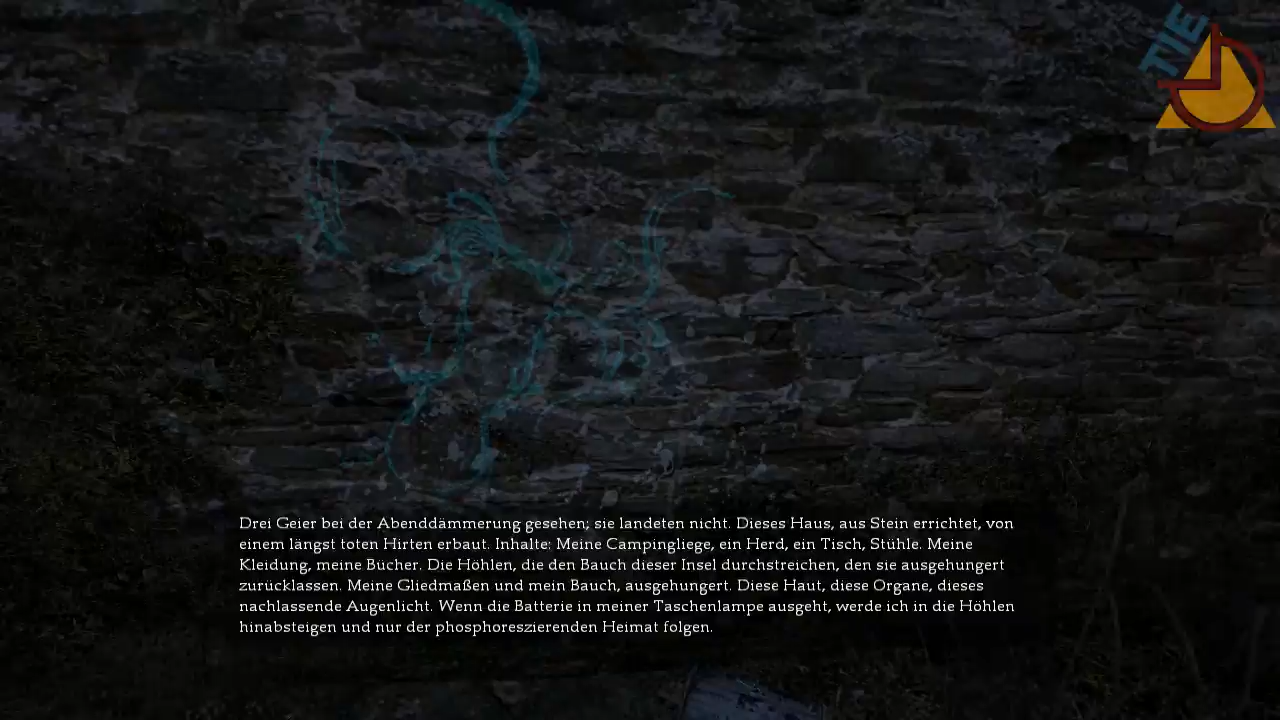 TIE
Drei Geier bei der Abenddämmerung gesehen; sie landeten nicht. Dieses Haus, aus Stein errichtet, von
einem längst toten Hirten erbaut. Inhalte: Meine Campingliege, ein Herd, ein Tisch, Stühle. Meine
Kleidung, meine Bücher. Die Höhlen, die den Bauch dieser Insel durchstreichen, den sie ausgehungert
zurücklassen. Meine Gliedmaßen und mein Bauch, ausgehungert. Diese Haut, diese Organe, dieses
nachlassende Augenlicht. Wenn die Batterie in meiner Taschenlampe ausgeht, werde ich in die Höhlen
hinabsteigen und nur der phosphoreszierenden Heimat folgen.